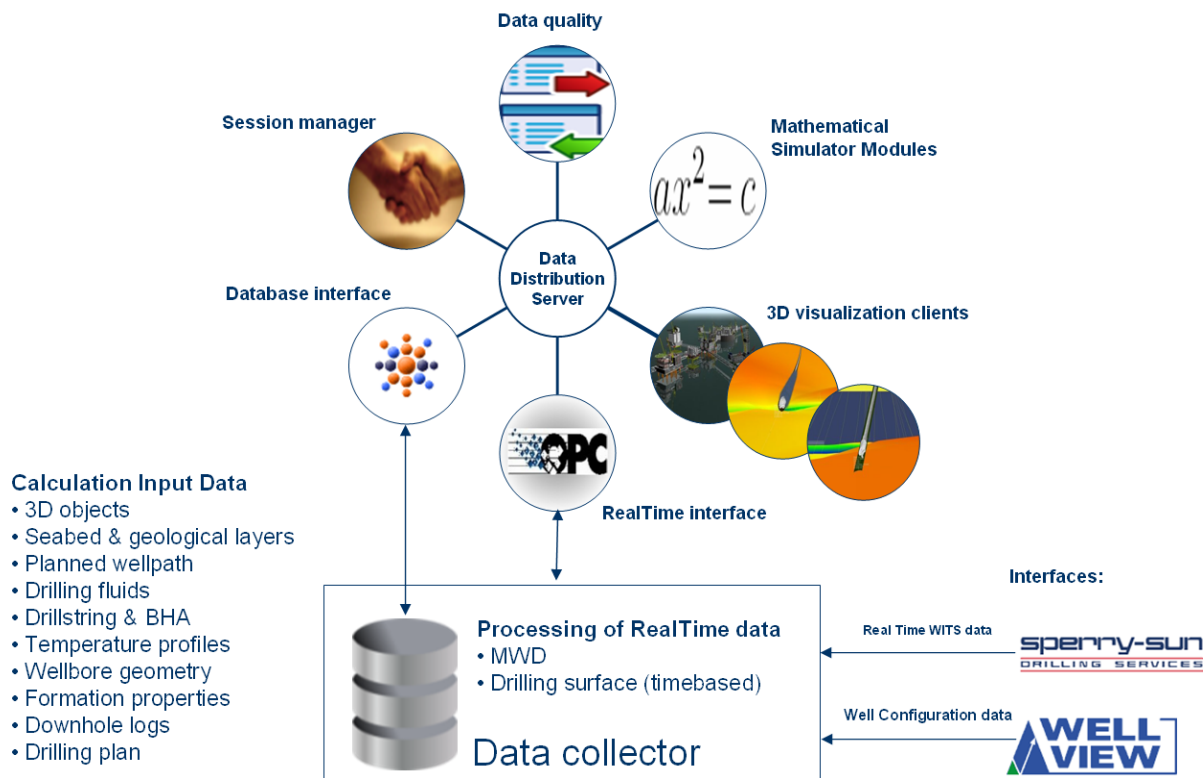 Data quality
Session manager
Mathematical
Simulator Modules
ax² = c
Data
Distribution
Server
Database interface
3D visualization clients
OPC
RealTime interface
Calculation Input Data
• 3D objects
• Seabed & geological layers
• Planned wellpath
• Drilling fluids
• Drillstring & BHA
• Temperature profiles
• Wellbore geometry
• Formation properties
• Downhole logs
• Drilling plan
Processing of RealTime data
• MWD
• Drilling surface (timebased)
Data collector
Interfaces:
Real Time WITS data
sperry-sun
DRILLING SERVICES
Well Configuration data
WELL
VIEW